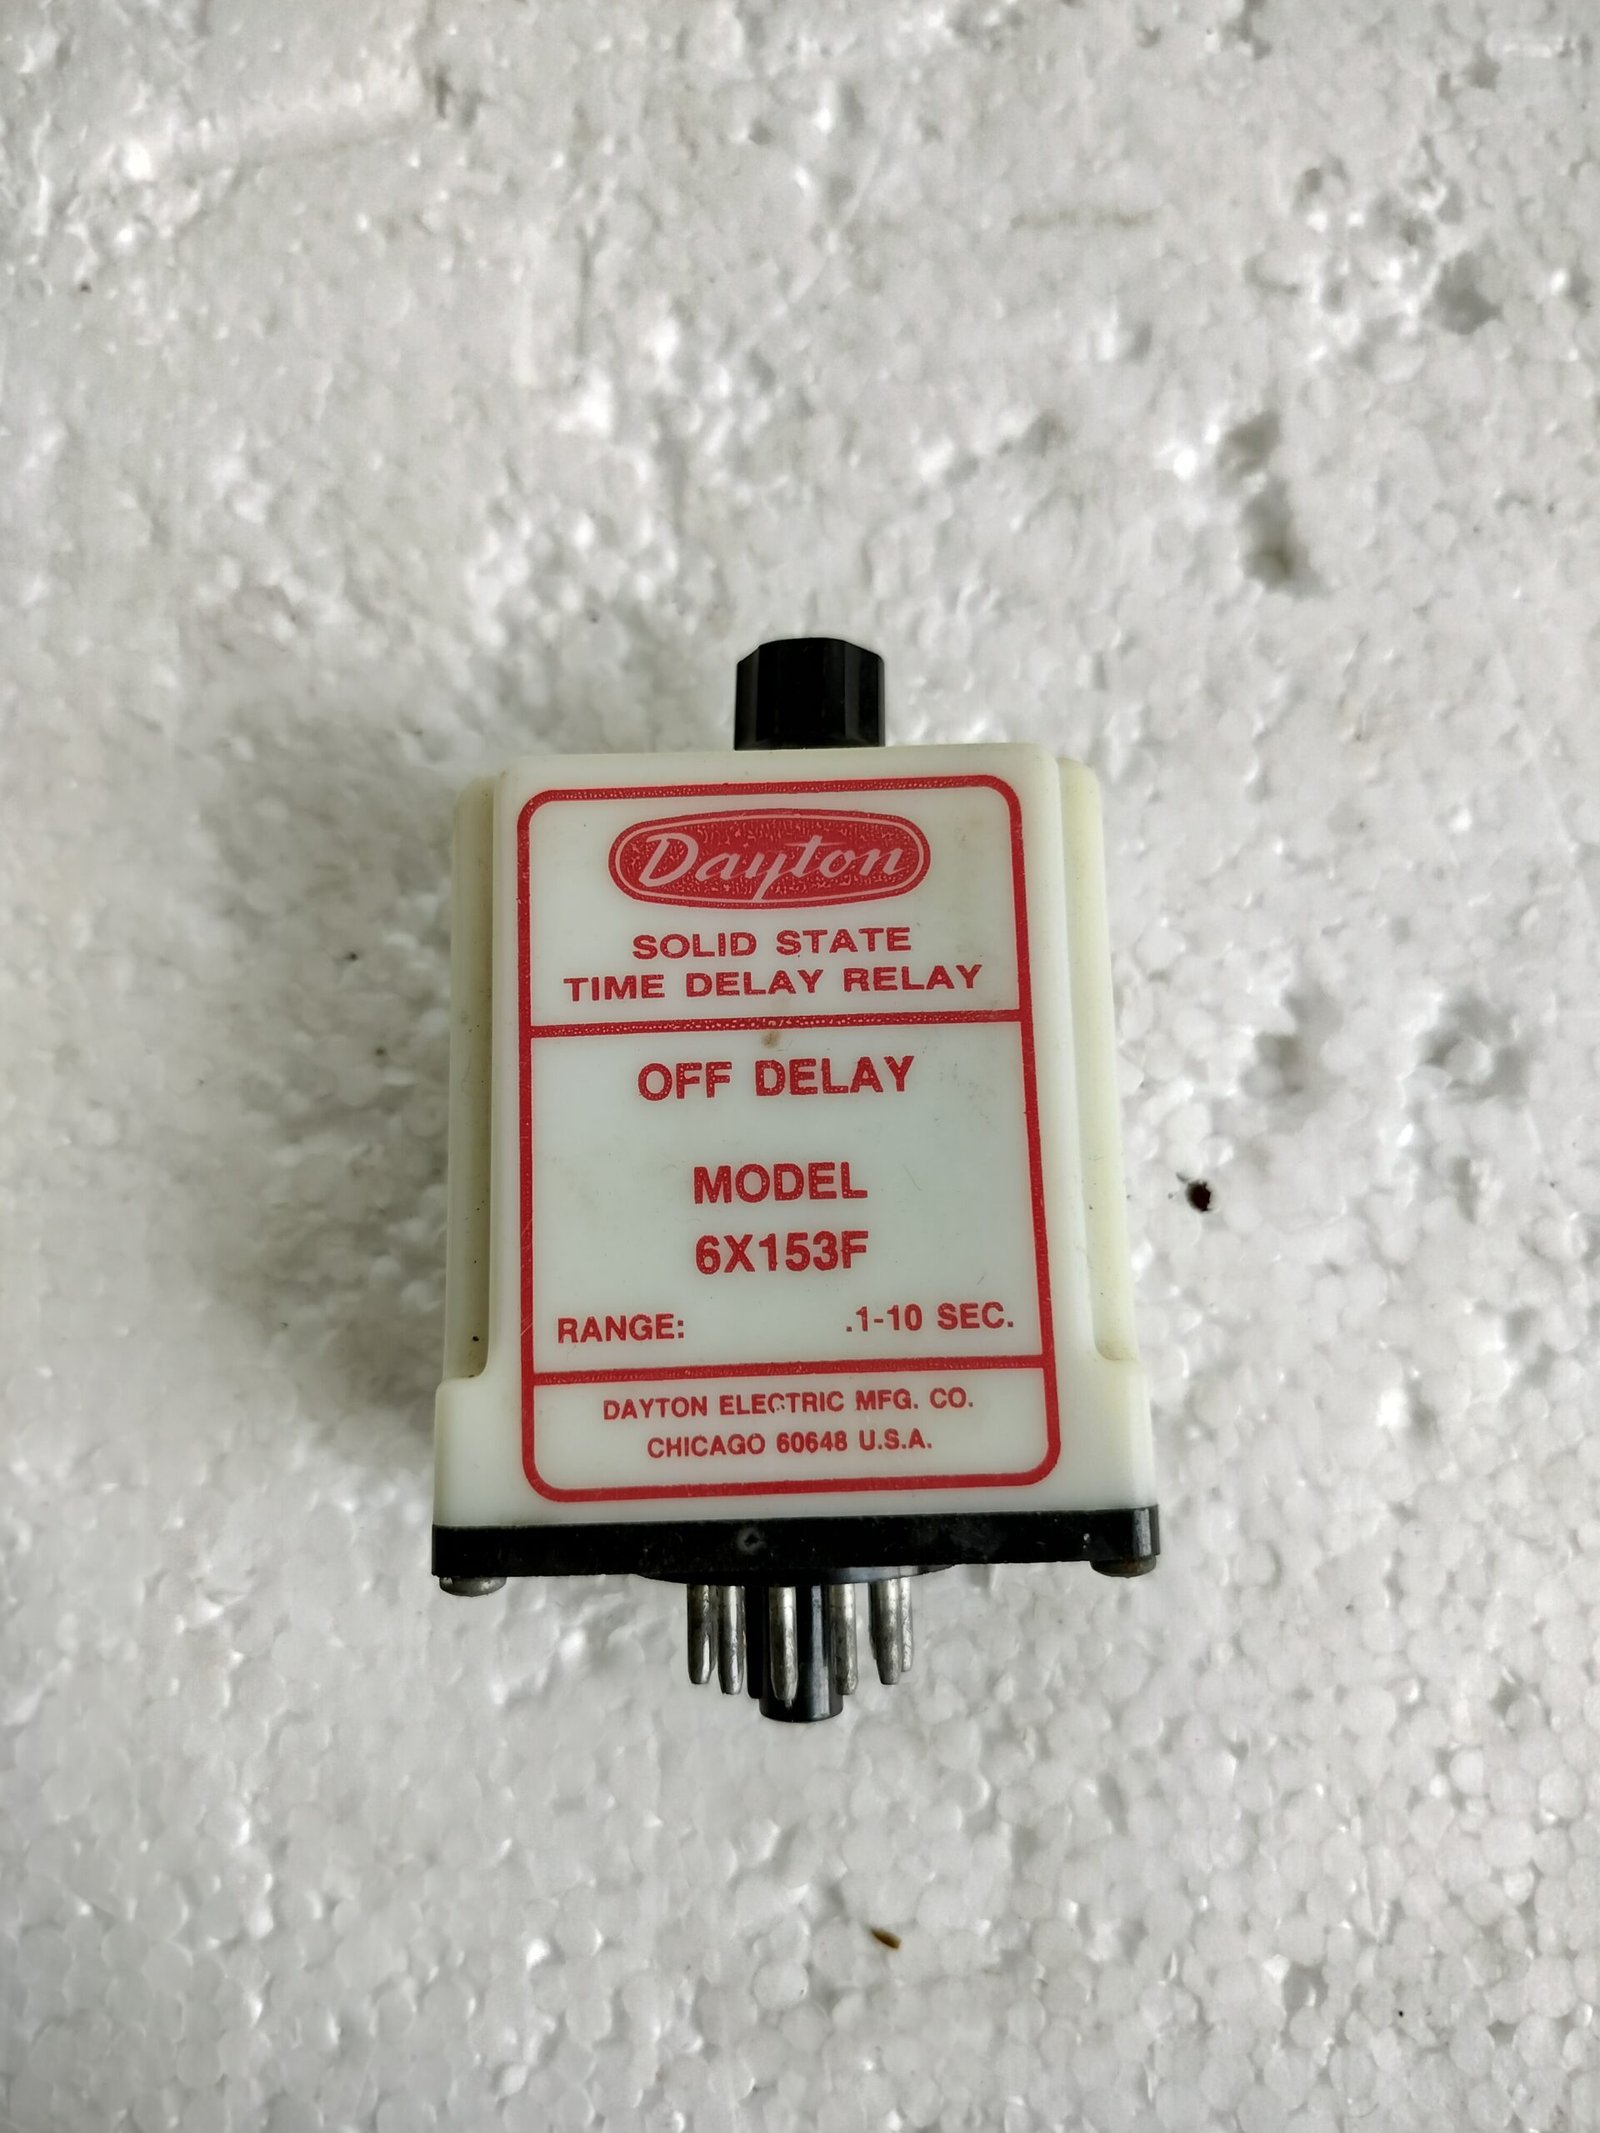 Dayton
SOLID STATE
TIME DELAY RELAY
OFF DELAY
MODEL
6X153F
RANGE: .1-10 SEC.
DAYTON ELECTRIC MFG. CO.
CHICAGO 60648 U.S.A.